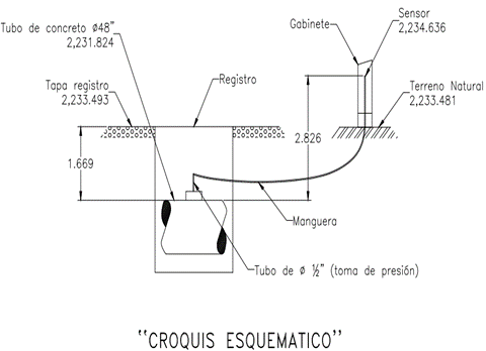 Tubo de concreto ø48"
2,231.824
Gabinete
Sensor
2,234.636
Tapa registro
2,233.493
Registro
Terreno Natural
2,233.481
1.669
2.826
Manguera
Tubo de ø ½" (toma de presión)
"CROQUIS ESQUEMATICO"